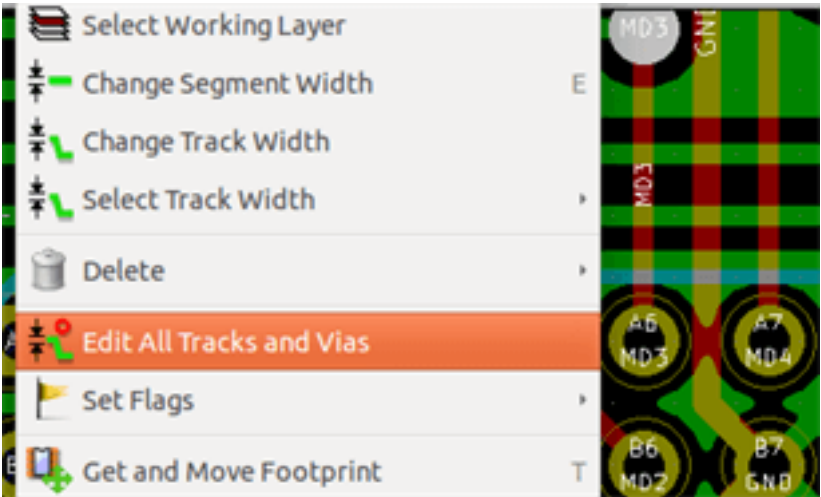 Select Working Layer
Change Segment Width E
Change Track Width
Select Track Width
Delete
Edit All Tracks and Vias
Set Flags
Get and Move Footprint T
MD3
GND
MD3
A6
MD3
A7
MD4
B6
MD2
B7
GND